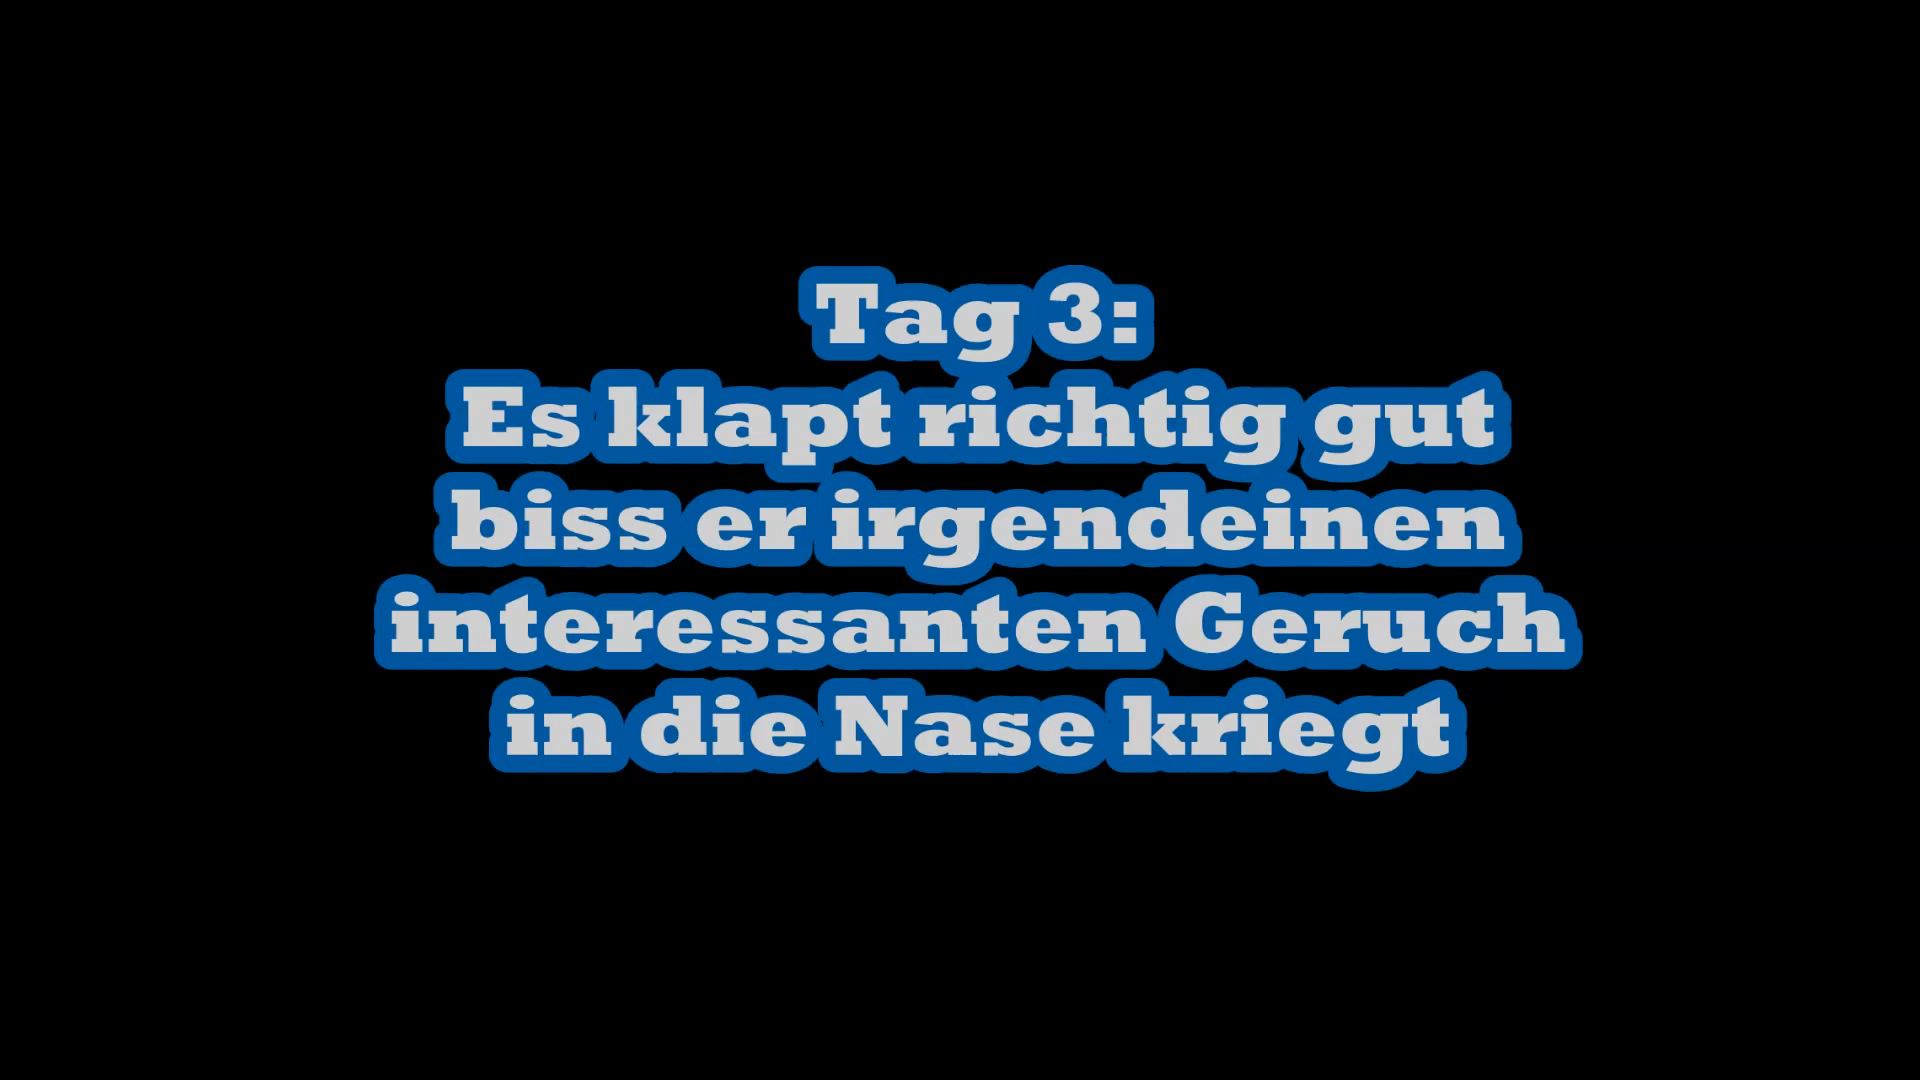 Tag 3:
Es klapt richtig gut
biss er irgendeinen
interessanten Geruch
in die Nase kriegt